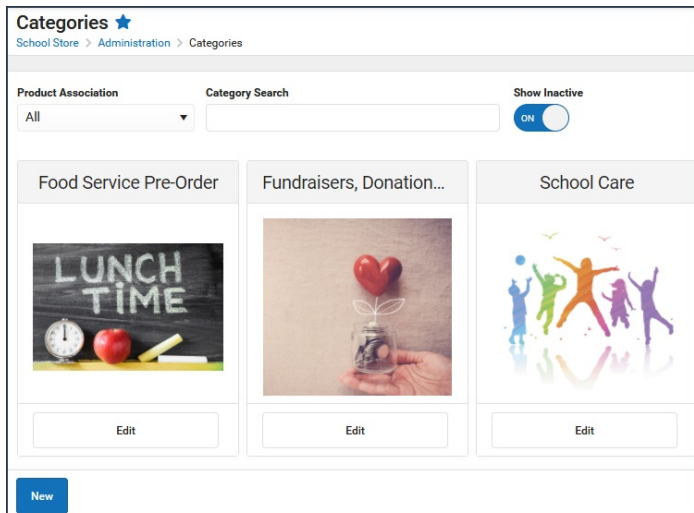 Categories
School Store > Administration > Categories
Product Association
Category Search
Show Inactive
All
ON
Food Service Pre-Order
Fundraisers, Donation...
School Care
LUNCH
TIME
Edit
Edit
Edit
New